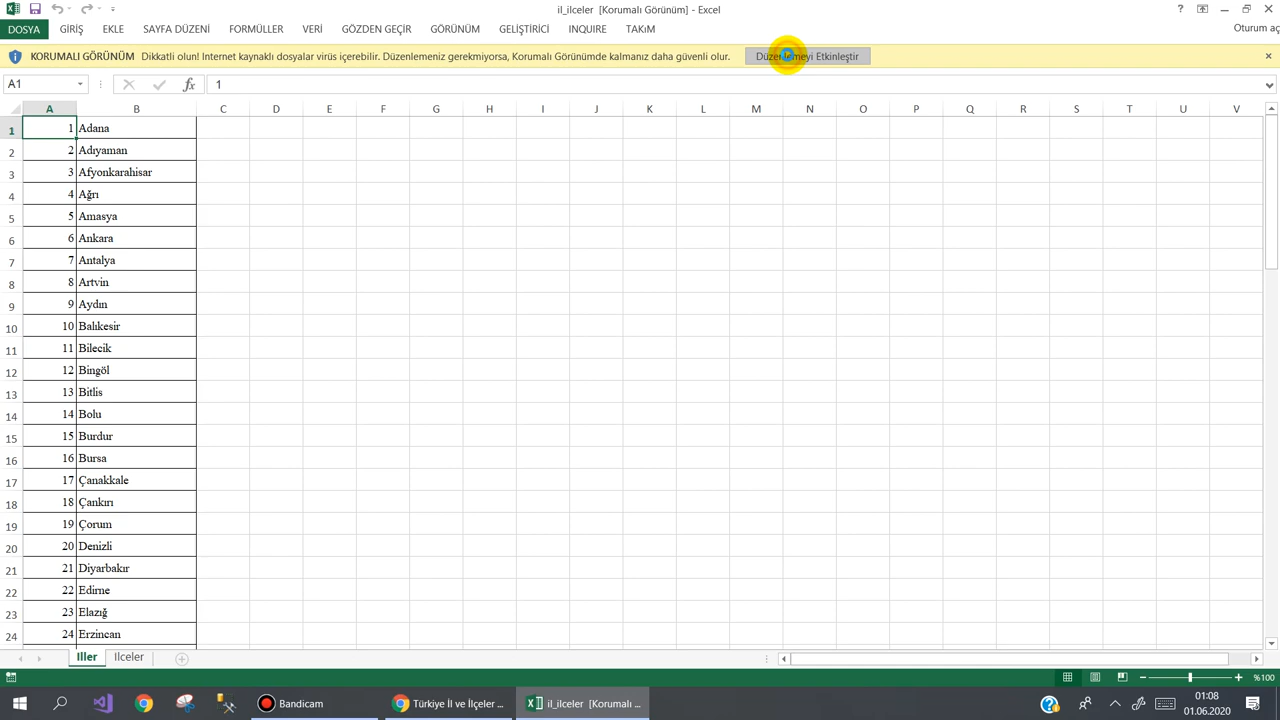 il_ilceler [Korumalı Görünüm] - Excel
DOSYA GİRİŞ EKLE SAYFA DÜZENİ FORMÜLLER VERİ GÖZDEN GEÇİR GÖRÜNÜM GELİŞTİRİCİ INQUIRE TAKIM Oturum aç
KORUMALI GÖRÜNÜM Dikkatli olun! Internet kaynaklı dosyalar virüs içerebilir. Düzenlemeniz gerekmiyorsa, Korumalı Görünümde kalmanız daha güvenli olur. Düzenlemeyi Etkinleştir
A1 fx 1
A B C D E F G H I J K L M N O P Q R S T U V
1 1 Adana
2 2 Adıyaman
3 3 Afyonkarahisar
4 4 Ağrı
5 5 Amasya
6 6 Ankara
7 7 Antalya
8 8 Artvin
9 9 Aydın
10 10 Balıkesir
11 11 Bilecik
12 12 Bingöl
13 13 Bitlis
14 14 Bolu
15 15 Burdur
16 16 Bursa
17 17 Çanakkale
18 18 Çankırı
19 19 Çorum
20 20 Denizli
21 21 Diyarbakır
22 22 Edirne
23 23 Elazığ
24 24 Erzincan
Iller Ilceler
%100
Bandicam Türkiye İl ve İlçeler ... il_ilceler [Korumalı ... 01:08
01.06.2020